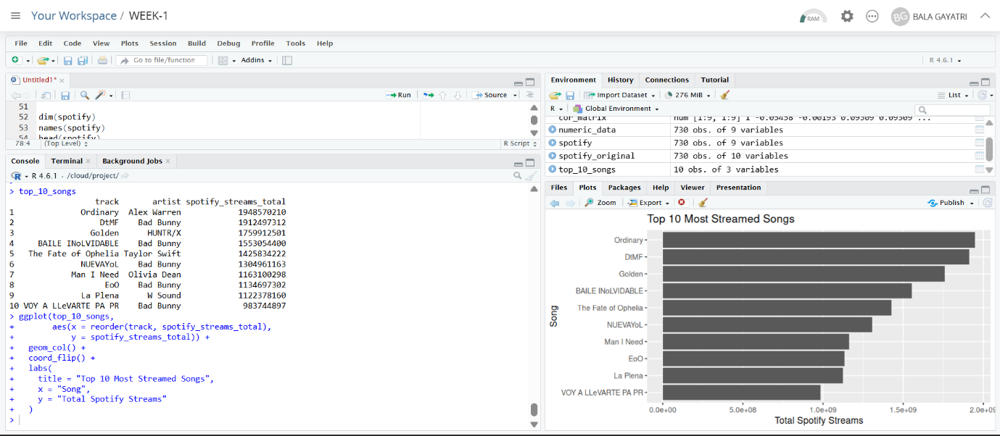 Your Workspace / WEEK-1
RAM
BG BALA GAYATRI
File Edit Code View Plots Session Build Debug Profile Tools Help
Go to file/function
Addins
R 4.6.1
Untitled1*
Run
Source
51
52 dim(spotify)
53 names(spotify)
54 head(spotify)
78:4 (Top Level)
R Script
Console Terminal Background Jobs
R 4.6.1 · /cloud/project/
> top_10_songs
track artist spotify_streams_total
1 Ordinary Alex Warren 1948570210
2 DtMF Bad Bunny 1912497312
3 Golden HUNTR/X 1759912501
4 BAILE INoLVIDABLE Bad Bunny 1553054400
5 The Fate of Ophelia Taylor Swift 1425834222
6 NUEVAYoL Bad Bunny 1304961163
7 Man I Need Olivia Dean 1163100298
8 EoO Bad Bunny 1134697302
9 La Plena W Sound 1122378160
10 VOY A LLeVARTE PA PR Bad Bunny 983744897
> ggplot(top_10_songs,
+ aes(x = reorder(track, spotify_streams_total),
+ y = spotify_streams_total)) +
+ geom_col() +
+ coord_flip() +
+ labs(
+ title = "Top 10 Most Streamed Songs",
+ x = "Song",
+ y = "Total Spotify Streams"
+ )
>
Environment History Connections Tutorial
Import Dataset
276 MiB
List
R
Global Environment
cor_matrix num [1:9, 1:9] 1 -0.05458 -0.00193 0.09309 0.09309 ...
numeric_data 730 obs. of 9 variables
spotify 730 obs. of 9 variables
spotify_original 730 obs. of 10 variables
top_10_songs 10 obs. of 3 variables
Files Plots Packages Help Viewer Presentation
Zoom
Export
Publish
Top 10 Most Streamed Songs
Song
Ordinary
DtMF
Golden
BAILE INoLVIDABLE
The Fate of Ophelia
NUEVAYoL
Man I Need
EoO
La Plena
VOY A LLeVARTE PA PR
0.0e+00 5.0e+08 1.0e+09 1.5e+09 2.0e+09
Total Spotify Streams